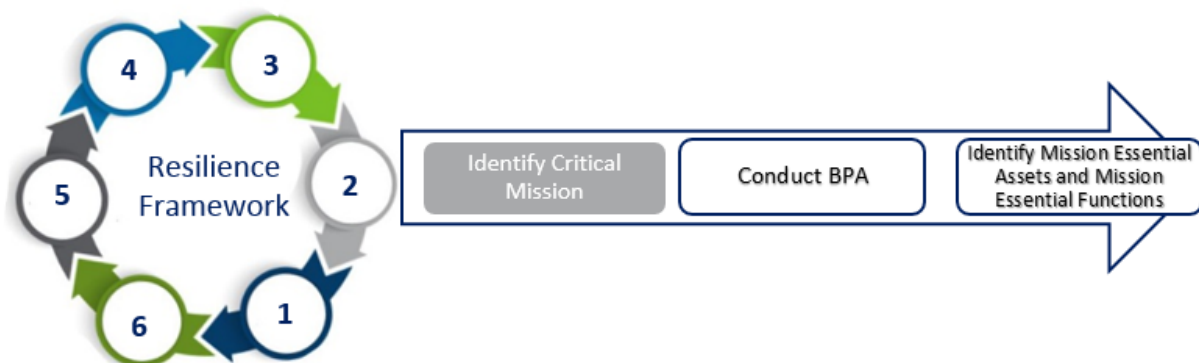 4
3
Resilience
Framework
5
2
6
1
Identify Critical
Mission
Conduct BPA
Identify Mission Essential
Assets and Mission
Essential Functions